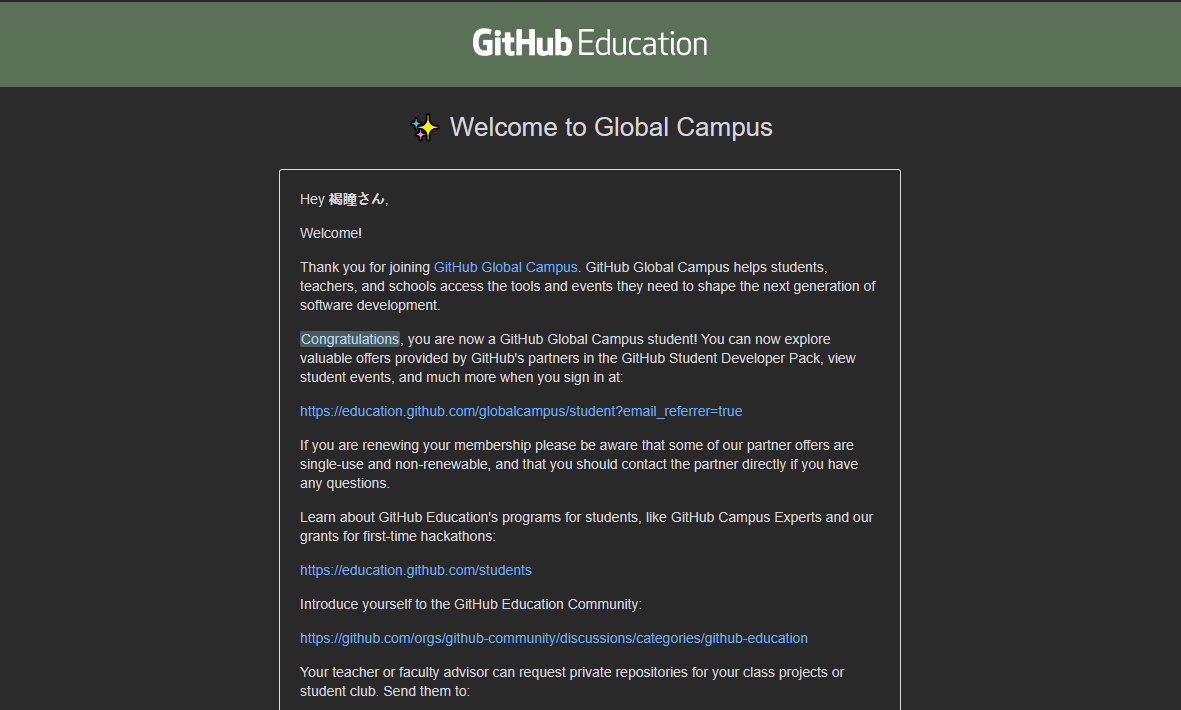 GitHub Education
✨ Welcome to Global Campus
Hey 褐瞳さん,
Welcome!
Thank you for joining GitHub Global Campus. GitHub Global Campus helps students,
teachers, and schools access the tools and events they need to shape the next generation of
software development.
Congratulations, you are now a GitHub Global Campus student! You can now explore
valuable offers provided by GitHub's partners in the GitHub Student Developer Pack, view
student events, and much more when you sign in at:
https://education.github.com/globalcampus/student?email_referrer=true
If you are renewing your membership please be aware that some of our partner offers are
single-use and non-renewable, and that you should contact the partner directly if you have
any questions.
Learn about GitHub Education's programs for students, like GitHub Campus Experts and our
grants for first-time hackathons:
https://education.github.com/students
Introduce yourself to the GitHub Education Community:
https://github.com/orgs/github-community/discussions/categories/github-education
Your teacher or faculty advisor can request private repositories for your class projects or
student club. Send them to: